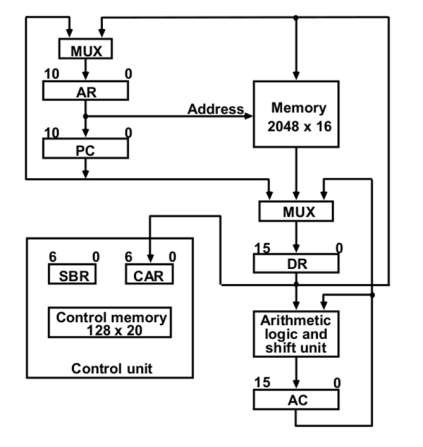 MUX
10 0
AR
Address
Memory
2048 x 16
10 0
PC
MUX
15 0
DR
6 0 6 0
SBR CAR
Control memory
128 x 20
Control unit
Arithmetic
logic and
shift unit
15 0
AC